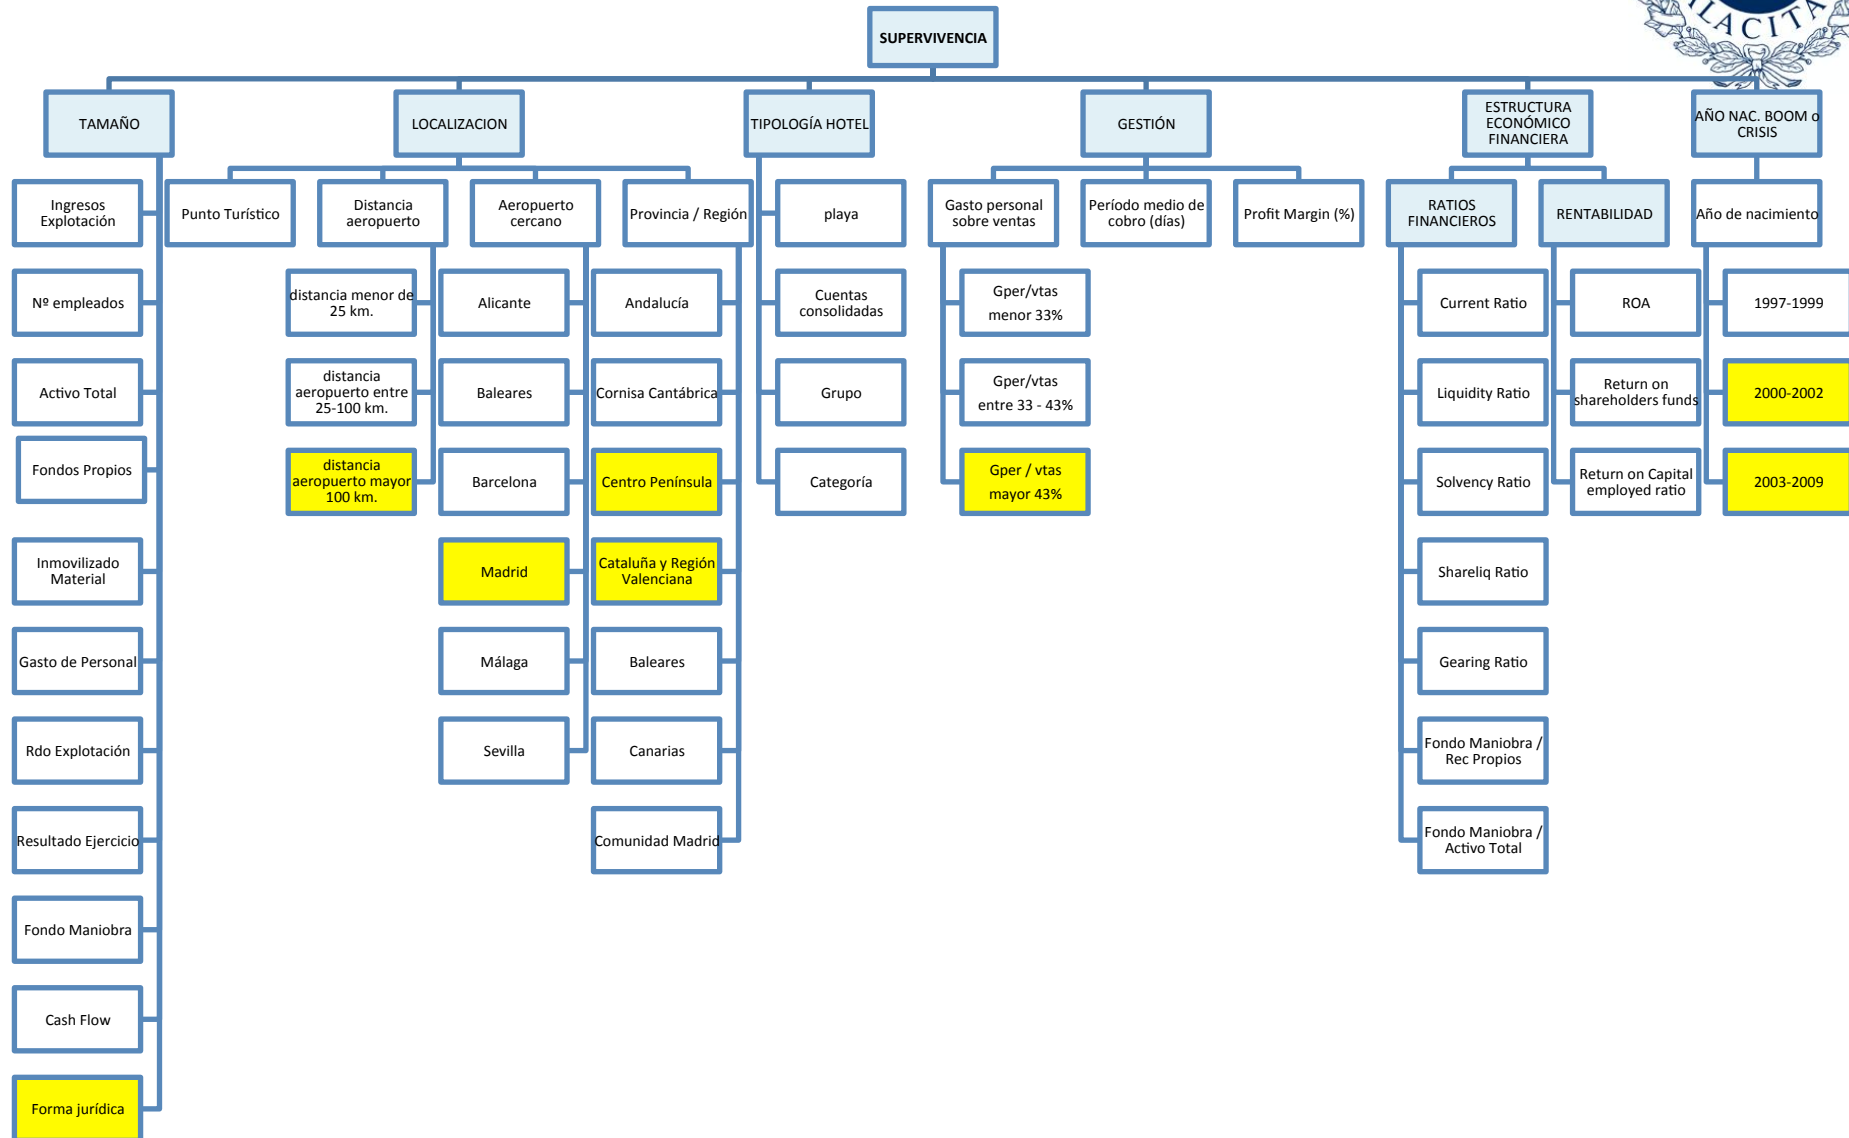 ILACITA
SUPERVIVENCIA
TAMAÑO
LOCALIZACION
TIPOLOGÍA HOTEL
GESTIÓN
ESTRUCTURA
ECONÓMICO
FINANCIERA
AÑO NAC. BOOM o
CRISIS
Ingresos
Explotación
Punto Turístico
Distancia
aeropuerto
Aeropuerto
cercano
Provincia / Región
playa
Gasto personal
sobre ventas
Período medio de
cobro (días)
Profit Margin (%)
RATIOS
FINANCIEROS
RENTABILIDAD
Año de nacimiento
Nº empleados
distancia menor de
25 km.
Alicante
Andalucía
Cuentas
consolidadas
Gper/vtas
menor 33%
Current Ratio
ROA
1997-1999
Activo Total
distancia
aeropuerto entre
25-100 km.
Baleares
Cornisa Cantábrica
Grupo
Gper/vtas
entre 33 - 43%
Liquidity Ratio
Return on
shareholders funds
2000-2002
Fondos Propios
distancia
aeropuerto mayor
100 km.
Barcelona
Centro Península
Categoría
Gper / vtas
mayor 43%
Solvency Ratio
Return on Capital
employed ratio
2003-2009
Inmovilizado
Material
Madrid
Cataluña y Región
Valenciana
Shareliq Ratio
Gasto de Personal
Málaga
Baleares
Gearing Ratio
Rdo Explotación
Sevilla
Canarias
Fondo Maniobra /
Rec Propios
Resultado Ejercicio
Comunidad Madrid
Fondo Maniobra /
Activo Total
Fondo Maniobra
Cash Flow
Forma jurídica